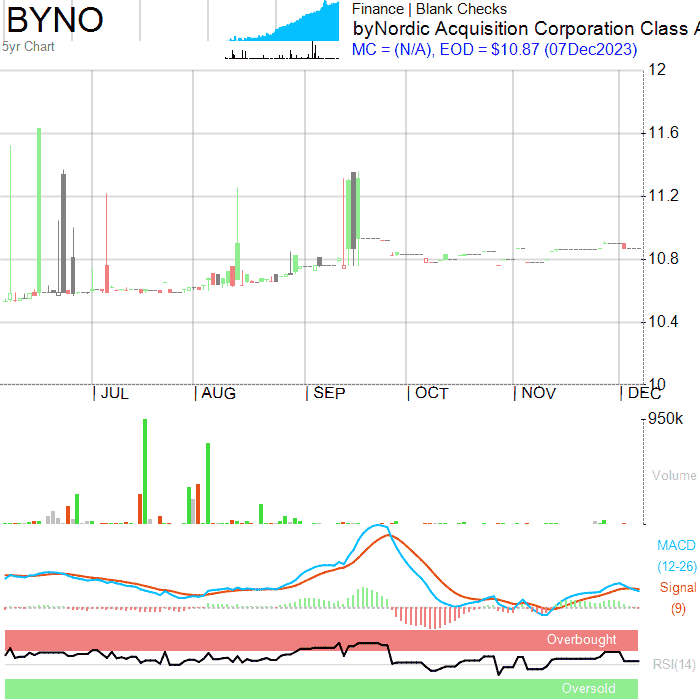 BYNO
5yr Chart
Finance | Blank Checks
byNordic Acquisition Corporation Class A
MC = (N/A), EOD = $10.87 (07Dec2023)
12
11.6
11.2
10.8
10.4
10
JUL AUG SEP OCT NOV DEC
950k
Volume
MACD
(12-26)
Signal
(9)
Overbought
RSI(14)
Oversold